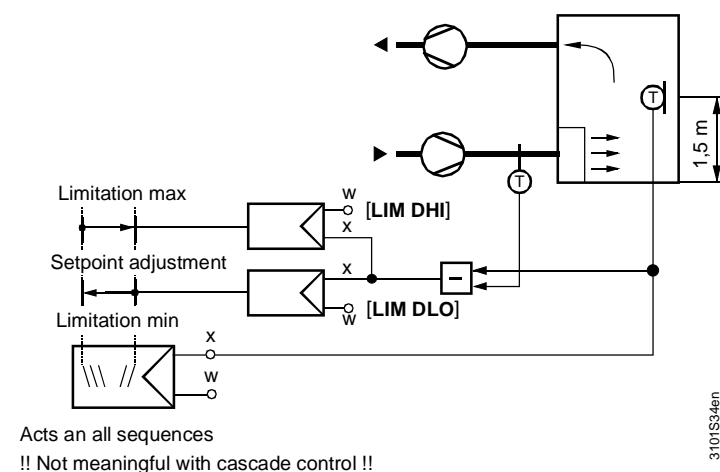 T
1,5 m
T
Limitation max
W
[LIM DHI]
X
Setpoint adjustment
X
–
[LIM DLO]
W
Limitation min
X
W
Acts an all sequences
!! Not meaningful with cascade control !!
3101S34en